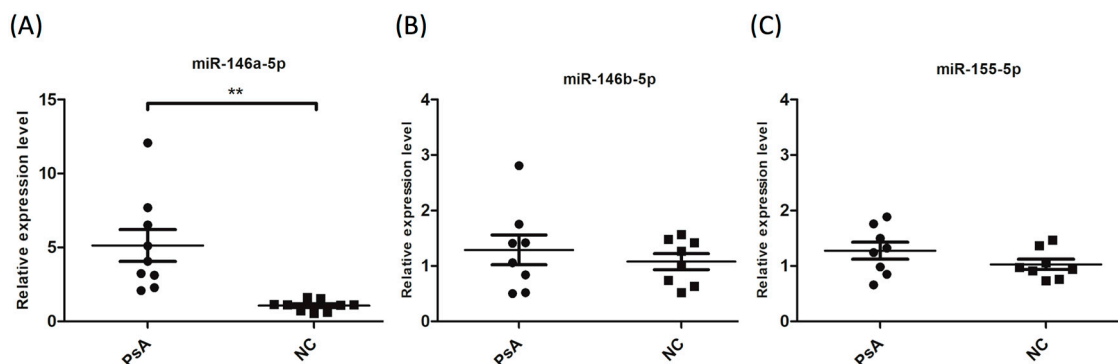 (A)
miR-146a-5p
**
Relative expression level
15
10
5
0
PsA
NC
(B)
miR-146b-5p
Relative expression level
4
3
2
1
0
PsA
NC
(C)
miR-155-5p
Relative expression level
4
3
2
1
0
PsA
NC